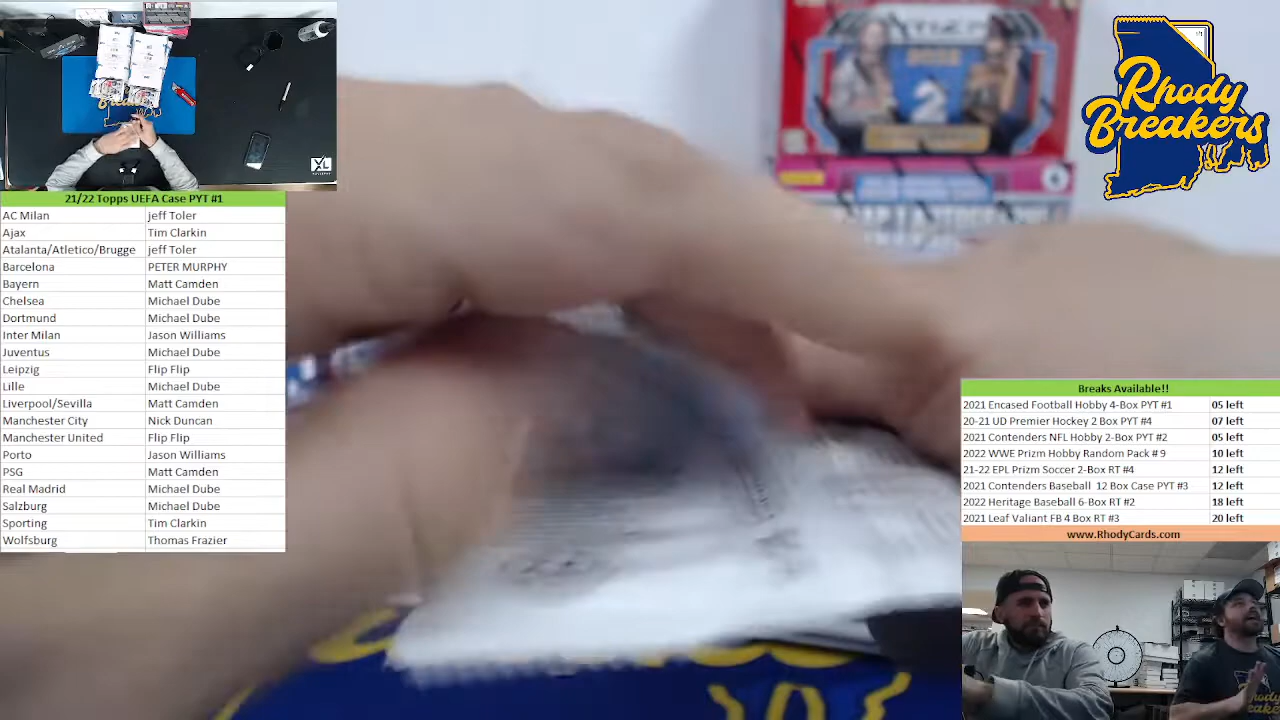 21/22 Topps UEFA Case PYT #1
AC Milan jeff Toler
Ajax Tim Clarkin
Atalanta/Atletico/Brugge jeff Toler
Barcelona PETER MURPHY
Bayern Matt Camden
Chelsea Michael Dube
Dortmund Michael Dube
Inter Milan Jason Williams
Juventus Michael Dube
Leipzig Flip Flip
Lille Michael Dube
Liverpool/Sevilla Matt Camden
Manchester City Nick Duncan
Manchester United Flip Flip
Porto Jason Williams
PSG Matt Camden
Real Madrid Michael Dube
Salzburg Michael Dube
Sporting Tim Clarkin
Wolfsburg Thomas Frazier
2022
2
Rhody
Breakers
Breaks Available!!
2021 Encased Football Hobby 4-Box PYT #1 05 left
20-21 UD Premier Hockey 2 Box PYT #4 07 left
2021 Contenders NFL Hobby 2-Box PYT #2 05 left
2022 WWE Prizm Hobby Random Pack # 9 10 left
21-22 EPL Prizm Soccer 2-Box RT #4 12 left
2021 Contenders Baseball 12 Box Case PYT #3 12 left
2022 Heritage Baseball 6-Box RT #2 18 left
2021 Leaf Valiant FB 4 Box RT #3 20 left
www.RhodyCards.com
Rhody
Breakers